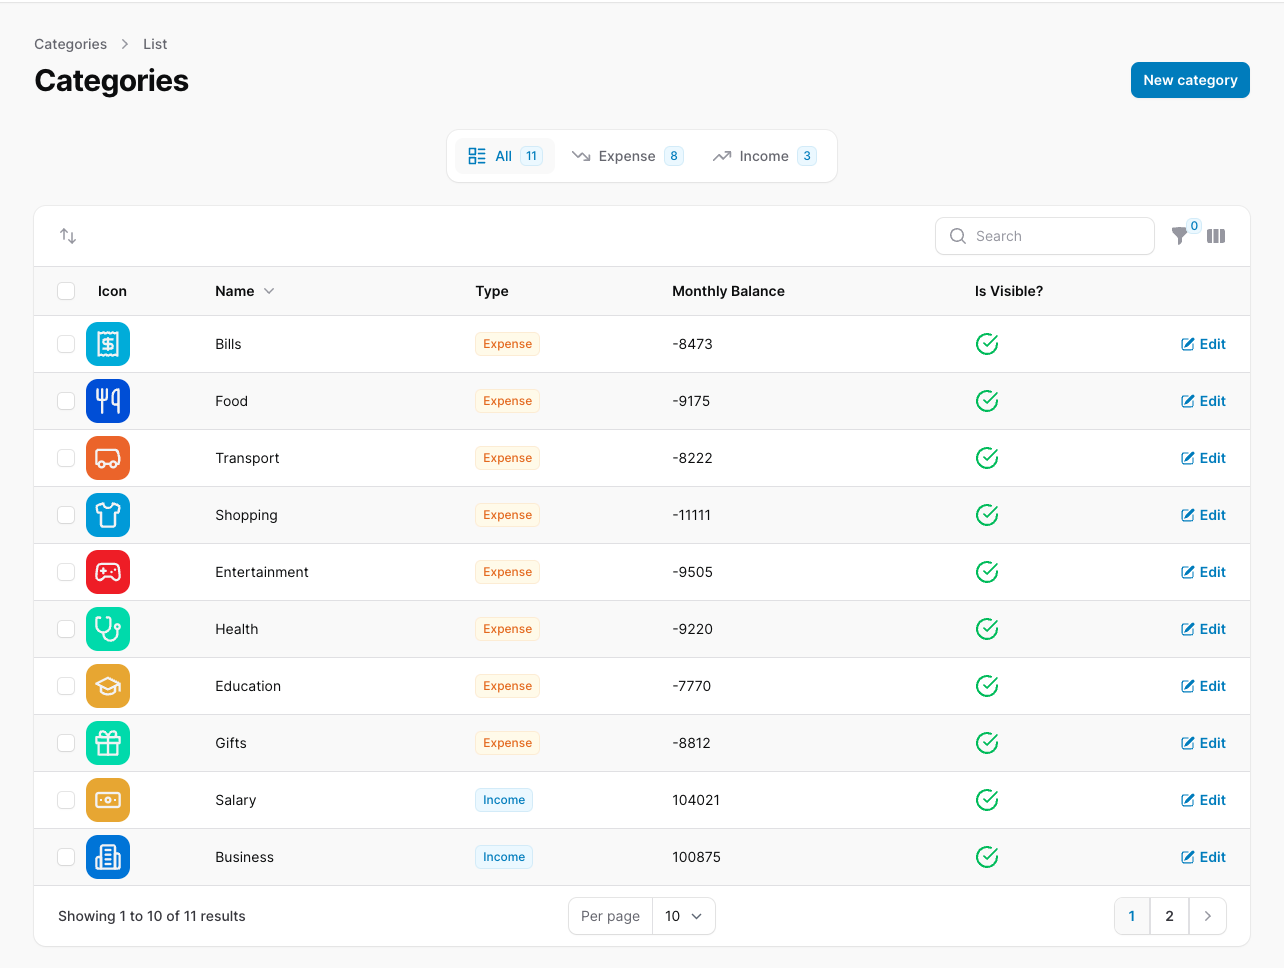 Categories > List
Categories
New category
All 11 Expense 8 Income 3
Search 0
Icon Name Type Monthly Balance Is Visible?
Bills Expense -8473 Edit
Food Expense -9175 Edit
Transport Expense -8222 Edit
Shopping Expense -11111 Edit
Entertainment Expense -9505 Edit
Health Expense -9220 Edit
Education Expense -7770 Edit
Gifts Expense -8812 Edit
Salary Income 104021 Edit
Business Income 100875 Edit
Showing 1 to 10 of 11 results Per page 10 1 2